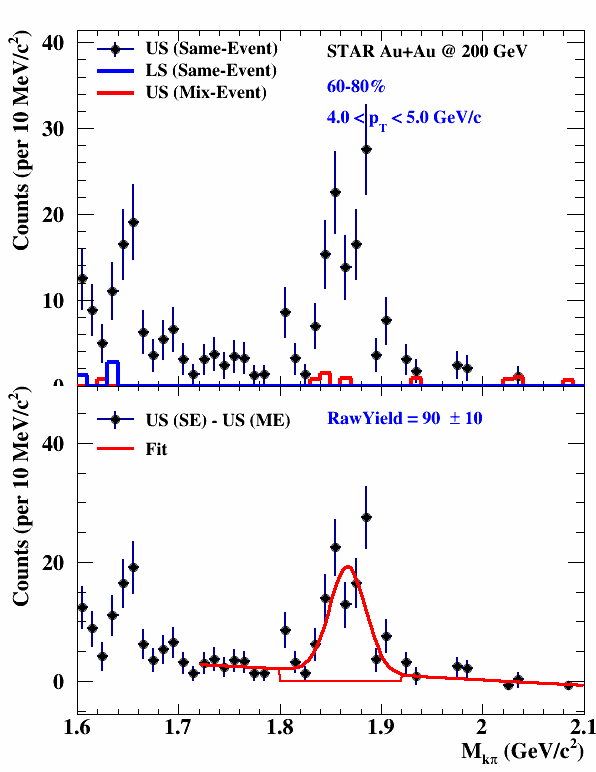 Counts (per 10 MeV/c²)
40
30
20
10
0
US (Same-Event)
LS (Same-Event)
US (Mix-Event)
STAR Au+Au @ 200 GeV
60-80%
4.0 < p_T < 5.0 GeV/c
Counts (per 10 MeV/c²)
40
20
0
US (SE) - US (ME)
Fit
RawYield = 90 ± 10
1.6 1.7 1.8 1.9 2 2.1
M_kπ (GeV/c²)